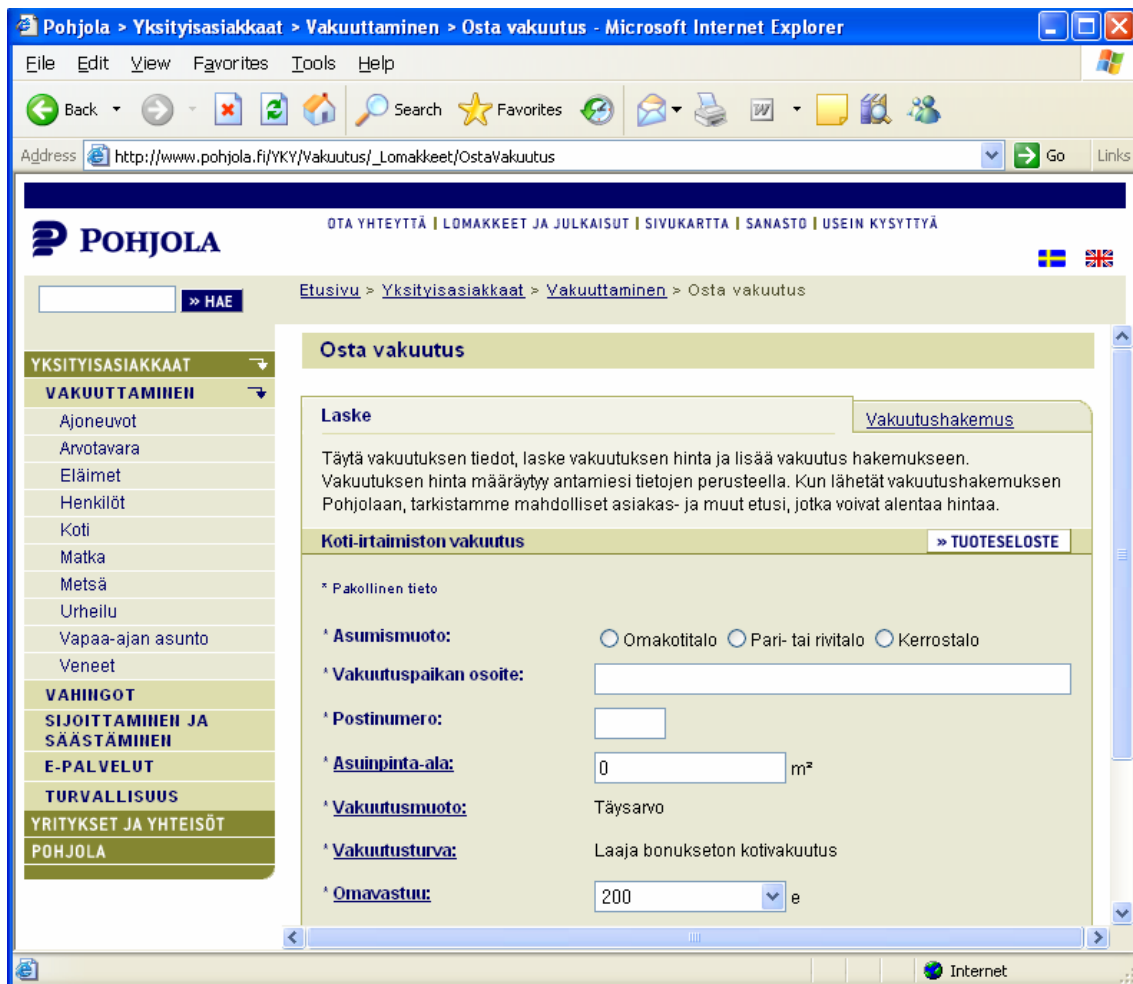 Pohjola > Yksityisasiakkaat > Vakuuttaminen > Osta vakuutus - Microsoft Internet Explorer
File Edit View Favorites Tools Help
Back Search Favorites
Address http://www.pohjola.fi/YKY/Vakuutus/_Lomakkeet/OstaVakuutus Go Links
OTA YHTEYTTÄ | LOMAKKEET JA JULKAISUT | SIVUKARTTA | SANASTO | USEIN KYSYTTYÄ
POHJOLA
» HAE
Etusivu > Yksityisasiakkaat > Vakuuttaminen > Osta vakuutus
YKSITYISASIAKKAAT
VAKUUTTAMINEN
Ajoneuvot
Arvotavara
Eläimet
Henkilöt
Koti
Matka
Metsä
Urheilu
Vapaa-ajan asunto
Veneet
VAHINGOT
SIJOITTAMINEN JA
SÄÄSTÄMINEN
E-PALVELUT
TURVALLISUUS
YRITYKSET JA YHTEISÖT
POHJOLA
Osta vakuutus
Laske Vakuutushakemus
Täytä vakuutuksen tiedot, laske vakuutuksen hinta ja lisää vakuutus hakemukseen.
Vakuutuksen hinta määräytyy antamiesi tietojen perusteella. Kun lähetät vakuutushakemuksen
Pohjolaan, tarkistamme mahdolliset asiakas- ja muut etusi, jotka voivat alentaa hintaa.
Koti-irtaimiston vakuutus » TUOTESELOSTE
* Pakollinen tieto
* Asumismuoto: Omakotitalo Pari- tai rivitalo Kerrostalo
* Vakuutuspaikan osoite:
* Postinumero:
* Asuinpinta-ala: 0 m²
* Vakuutusmuoto: Täysarvo
* Vakuutusturva: Laaja bonukseton kotivakuutus
* Omavastuu: 200 e
Internet